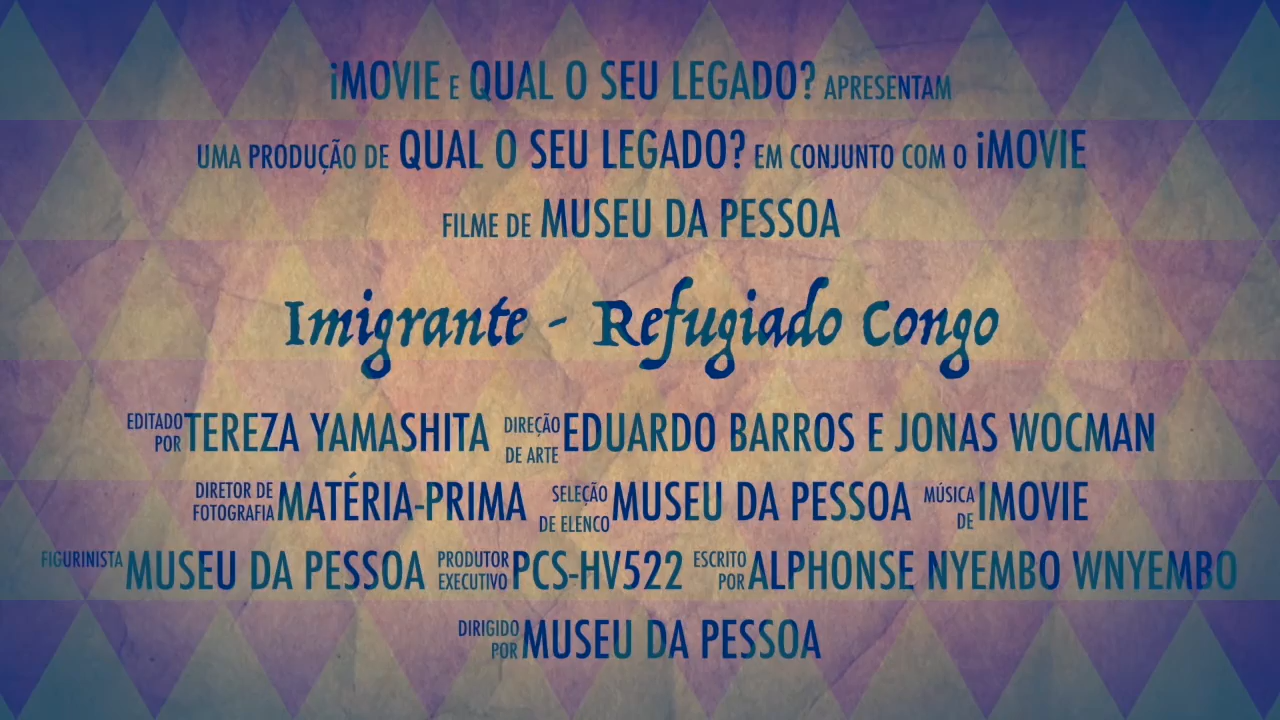 iMOVIE E QUAL O SEU LEGADO? APRESENTAM
UMA PRODUÇÃO DE QUAL O SEU LEGADO? EM CONJUNTO COM O iMOVIE
FILME DE MUSEU DA PESSOA
Imigrante - Refugiado Congo
EDITADO POR TEREZA YAMASHITA DIREÇÃO DE ARTE EDUARDO BARROS E JONAS WOCMAN
DIRETOR DE FOTOGRAFIA MATÉRIA-PRIMA SELEÇÃO DE ELENCO MUSEU DA PESSOA MÚSICA DE IMOVIE
FIGURINISTA MUSEU DA PESSOA PRODUTOR EXECUTIVO PCS-HV522 ESCRITO POR ALPHONSE NYEMBO WNYEMBO
DIRIGIDO POR MUSEU DA PESSOA